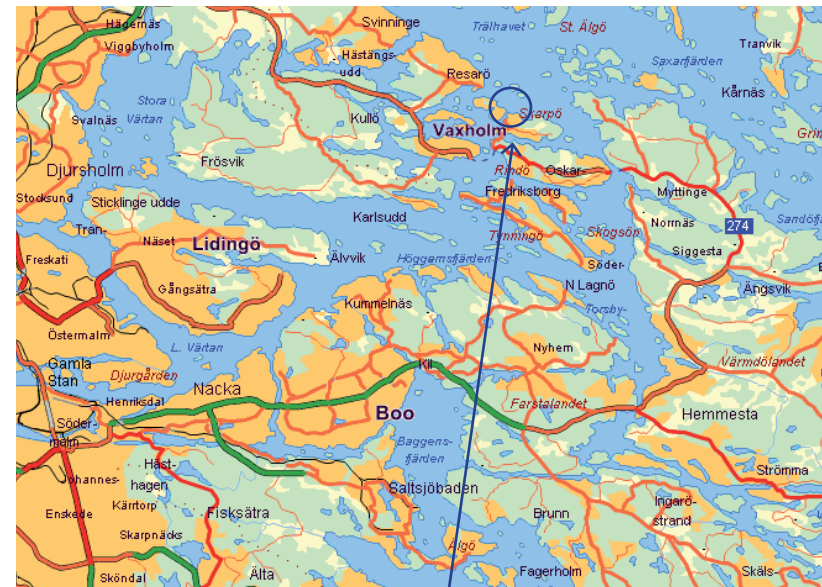 Hägernäs
Svinninge
Trälhavet
St. Älgö
Viggbyholm
Tranvik
Hästängs-
udd
Resarö
Saxarfjärden
Kårnäs
Stora
Värtan
Svalnäs
Kullö
Skarpö
Vaxholm
Frösvik
Djursholm
Rindö
Oskar-
Fredriksborg
Myttinge
Stocksund
Sticklinge udde
Karlsudd
Norrnäs
274
Tran-
Näset
Lidingö
Älvvik
Tynningö
Skogsön
Siggesta
Freskati
Höggarnsfjärden
Söder-
Gångsätra
N Lagnö
Ängsvik
Kummelnäs
Torsby-
Östermalm
L. Värtan
Nyhem
Gamla
Stan
Djurgården
Kil
Värmdölandet
Nacka
Henriksdal
Boo
Farstalandet
Hemmesta
Söder-
malm
Baggens-
fjärden
Johannes-
Häst-
hagen
Strömma
Saltsjöbaden
Kärrtorp
Ingarö-
strand
Enskede
Fisksätra
Brunn
Skarpnäcks
Älgö
Sköndal
Älta
Fagerholm
Skäls-